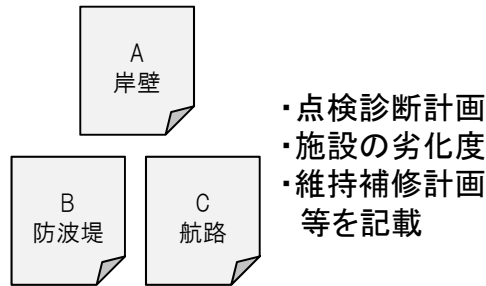 A
岸壁
B
防波堤
C
航路
・点検診断計画
・施設の劣化度
・維持補修計画
等を記載